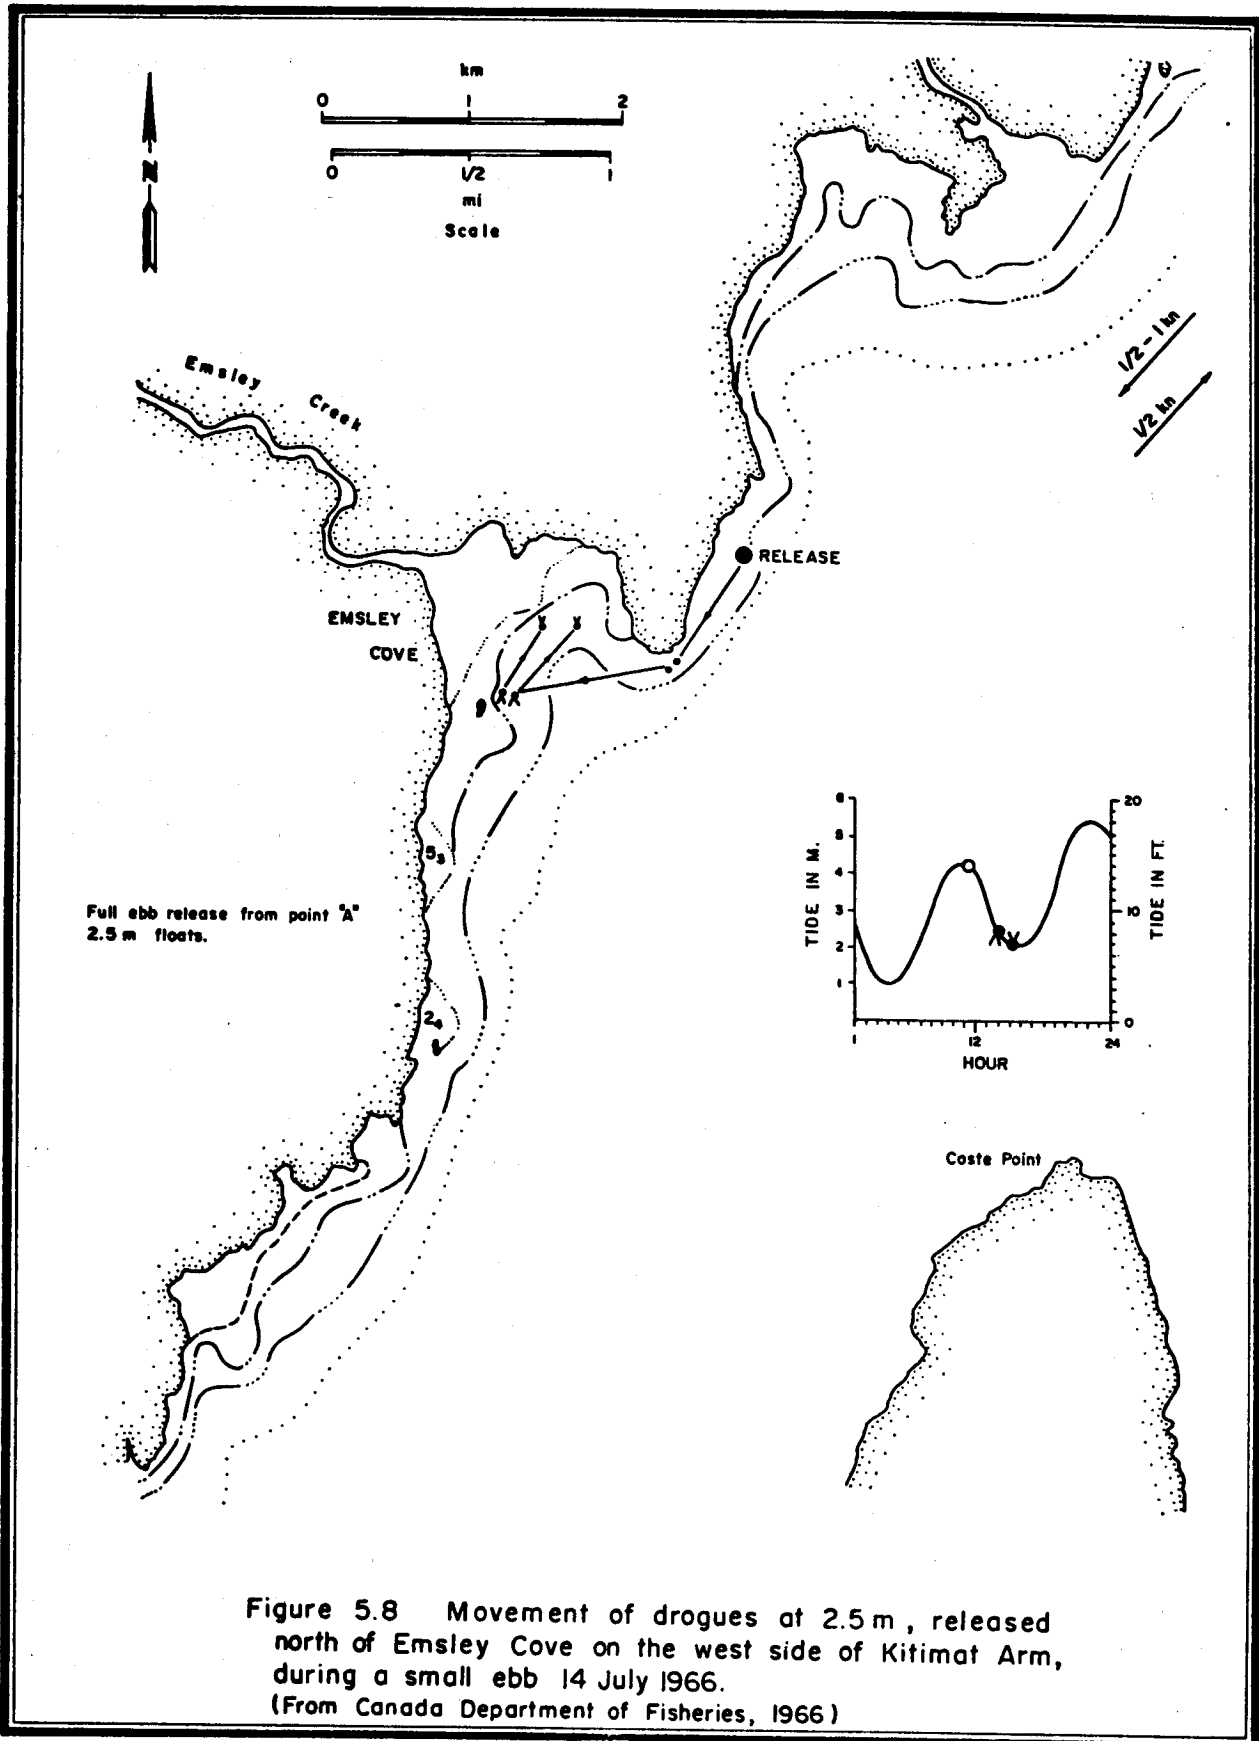 km
0 1 2
N
0 1/2 1
mi
Scale
1/2 - 1 kn
1/2 kn
Emsley Creek
RELEASE
EMSLEY
COVE
5₃
Full ebb release from point "A"
2.5 m floats.
2₄
TIDE IN M.
6
5
4
3
2
1
20
10
0
TIDE IN FT.
1 12 24
HOUR
Coste Point
Figure 5.8 Movement of drogues at 2.5 m, released
north of Emsley Cove on the west side of Kitimat Arm,
during a small ebb 14 July 1966.
(From Canada Department of Fisheries, 1966)